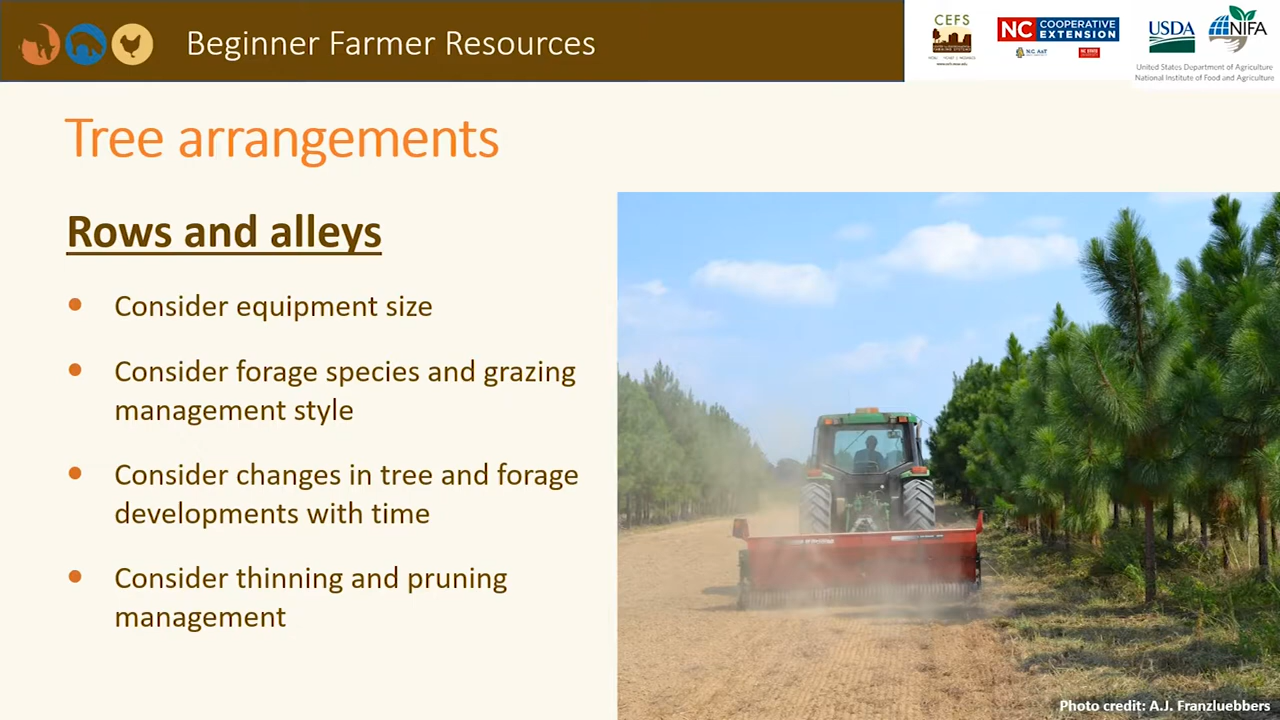 Beginner Farmer Resources
CEFS
NC COOPERATIVE
EXTENSION
USDA
NIFA
United States Department of Agriculture
National Institute of Food and Agriculture
Tree arrangements
Rows and alleys
Consider equipment size
Consider forage species and grazing
management style
Consider changes in tree and forage
developments with time
Consider thinning and pruning
management
Photo credit: A.J. Franzluebbers